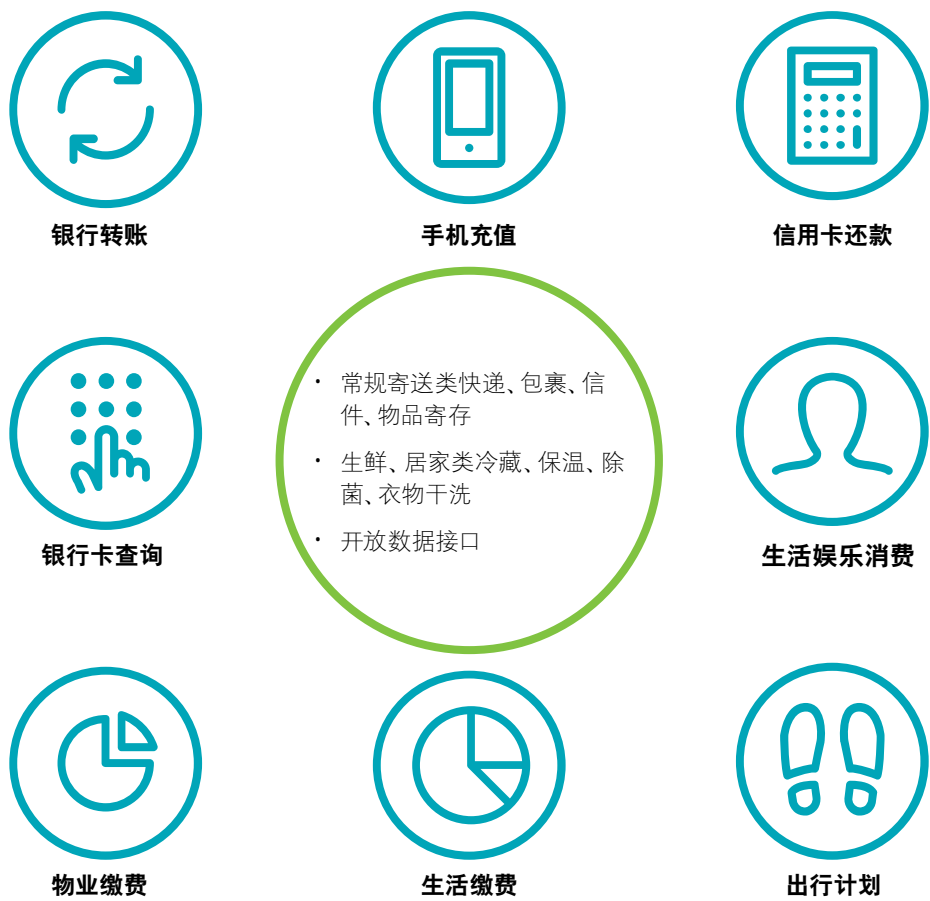 银行转账
手机充值
信用卡还款
· 常规寄送类快递、包裹、信
件、物品寄存
· 生鲜、居家类冷藏、保温、除
菌、衣物干洗
· 开放数据接口
银行卡查询
生活娱乐消费
物业缴费
生活缴费
出行计划